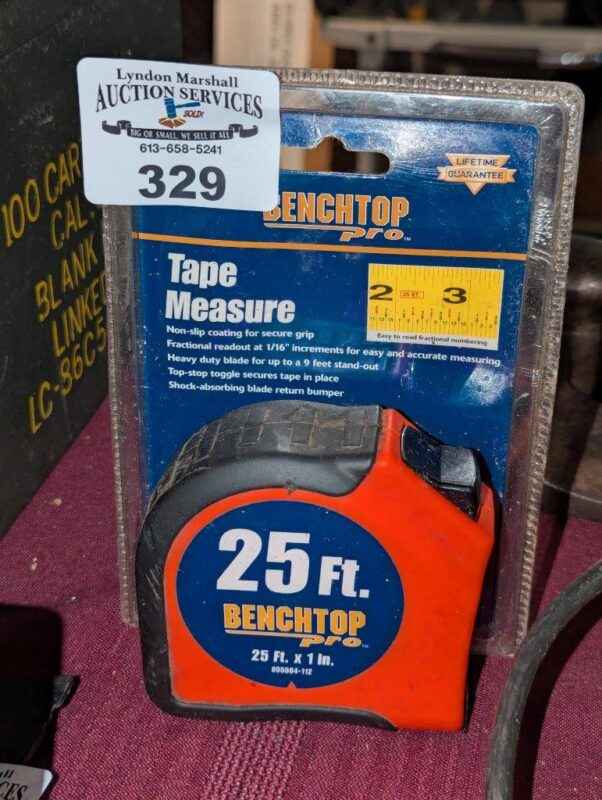 Lyndon Marshall
AUCTION SERVICES
SOLD!
BIG OR SMALL, WE SELL IT ALL
613-658-5241
329
LIFETIME
GUARANTEE
BENCHTOP
pro™
Tape
Measure
Non-slip coating for secure grip
Fractional readout at 1/16" increments for easy and accurate measuring
Heavy duty blade for up to a 9 feet stand-out
Top-stop toggle secures tape in place
Shock-absorbing blade return bumper
2 25 FT. 3
Easy to read fractional numbering
25 FT.
BENCHTOP
pro™
25 Ft. x 1 In.
100 CAR
CAL
BLANK
LINKE